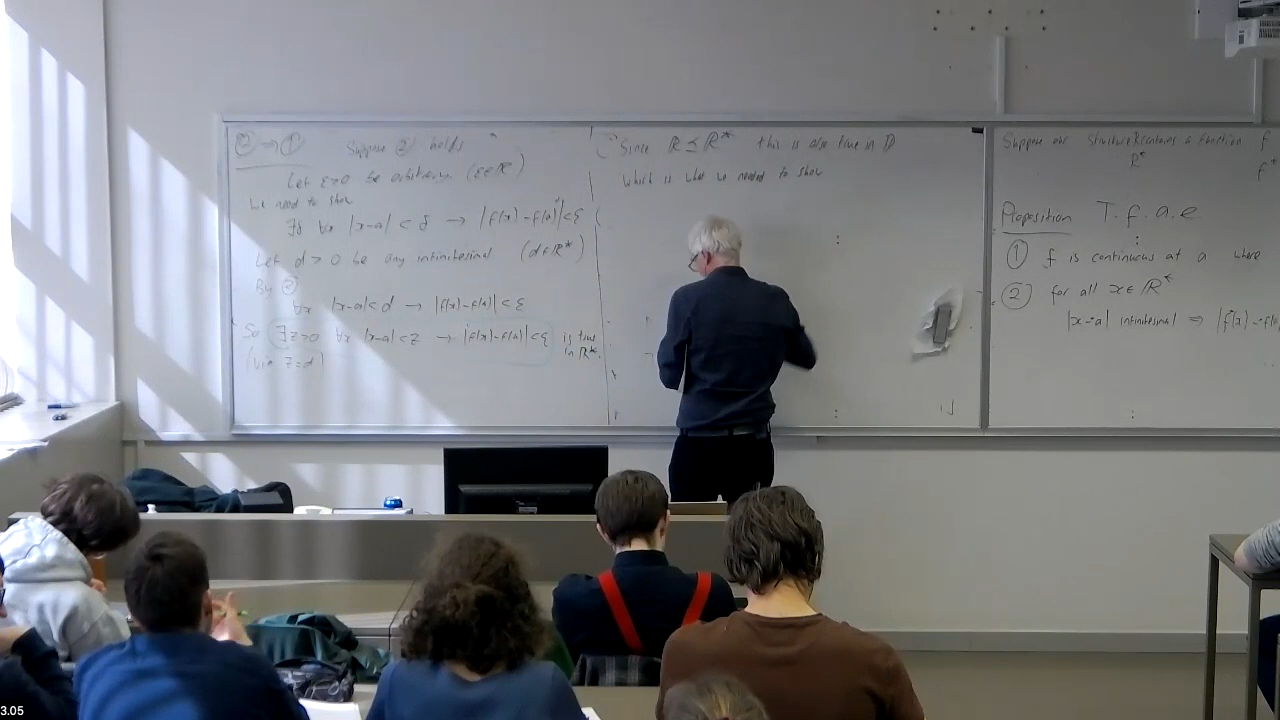 ② ⇒ ① Suppose ② holds
Let ε>0 be arbitrary (ε∈ℝ)
We need to show
∃δ ∀x |x-a| < δ → |f(x)-f(a)|<ε
Let d > 0 be any infinitesimal (d∈ℝ*)
By ②
∀x |x-a|<d → |f(x)-f(a)|<ε
So ∃z>0 ∀x |x-a|<z → |f(x)-f(a)|<ε is true
in ℝ*.
(via z=d)
Since ℝ ≤ ℝ* this is also true in ℝ
which is what we needed to show
Suppose our structure contains a function f
ℝ* f*
Proposition T.f.a.e
① f is continuous at a where
② for all x∈ℝ*
|x-a| infinitesimal ⇒ |f(x)-f(a
3.05